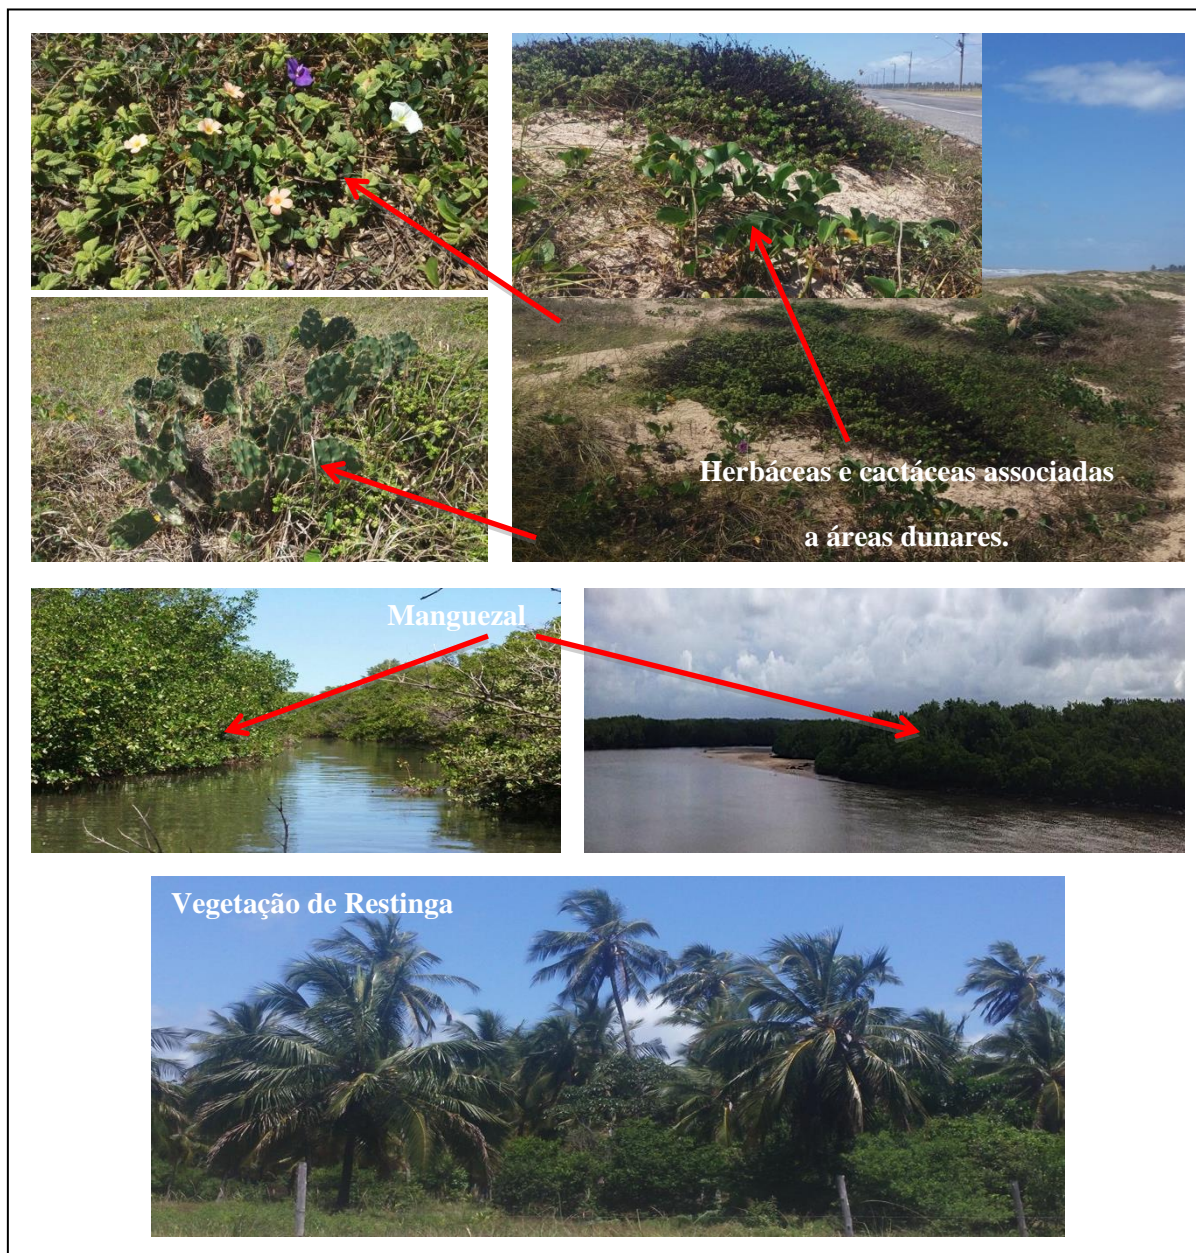 Herbáceas e cactáceas associadas
a áreas dunares.
Manguezal
Vegetação de Restinga